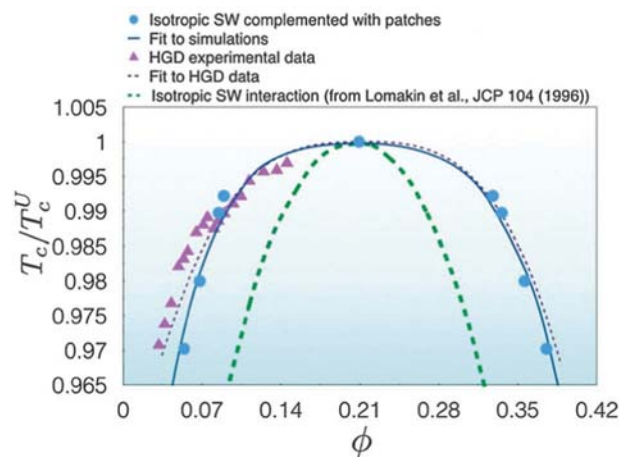 Isotropic SW complemented with patches
Fit to simulations
HGD experimental data
Fit to HGD data
Isotropic SW interaction (from Lomakin et al., JCP 104 (1996))
1.005
1
0.995
0.99
0.985
0.98
0.975
0.97
0.965
T_c/T_c^U
0 0.07 0.14 0.21 0.28 0.35 0.42
ϕ